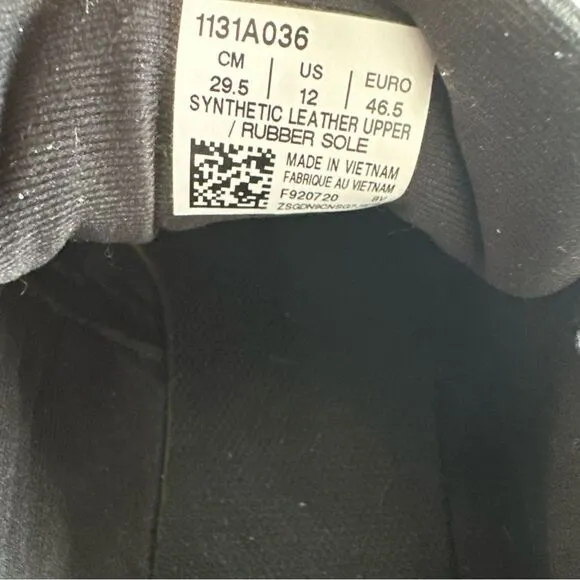 1131A036
CM | US | EURO
29.5 | 12 | 46.5
SYNTHETIC LEATHER UPPER
/ RUBBER SOLE
MADE IN VIETNAM
FABRIQUE AU VIETNAM
F920720 BV